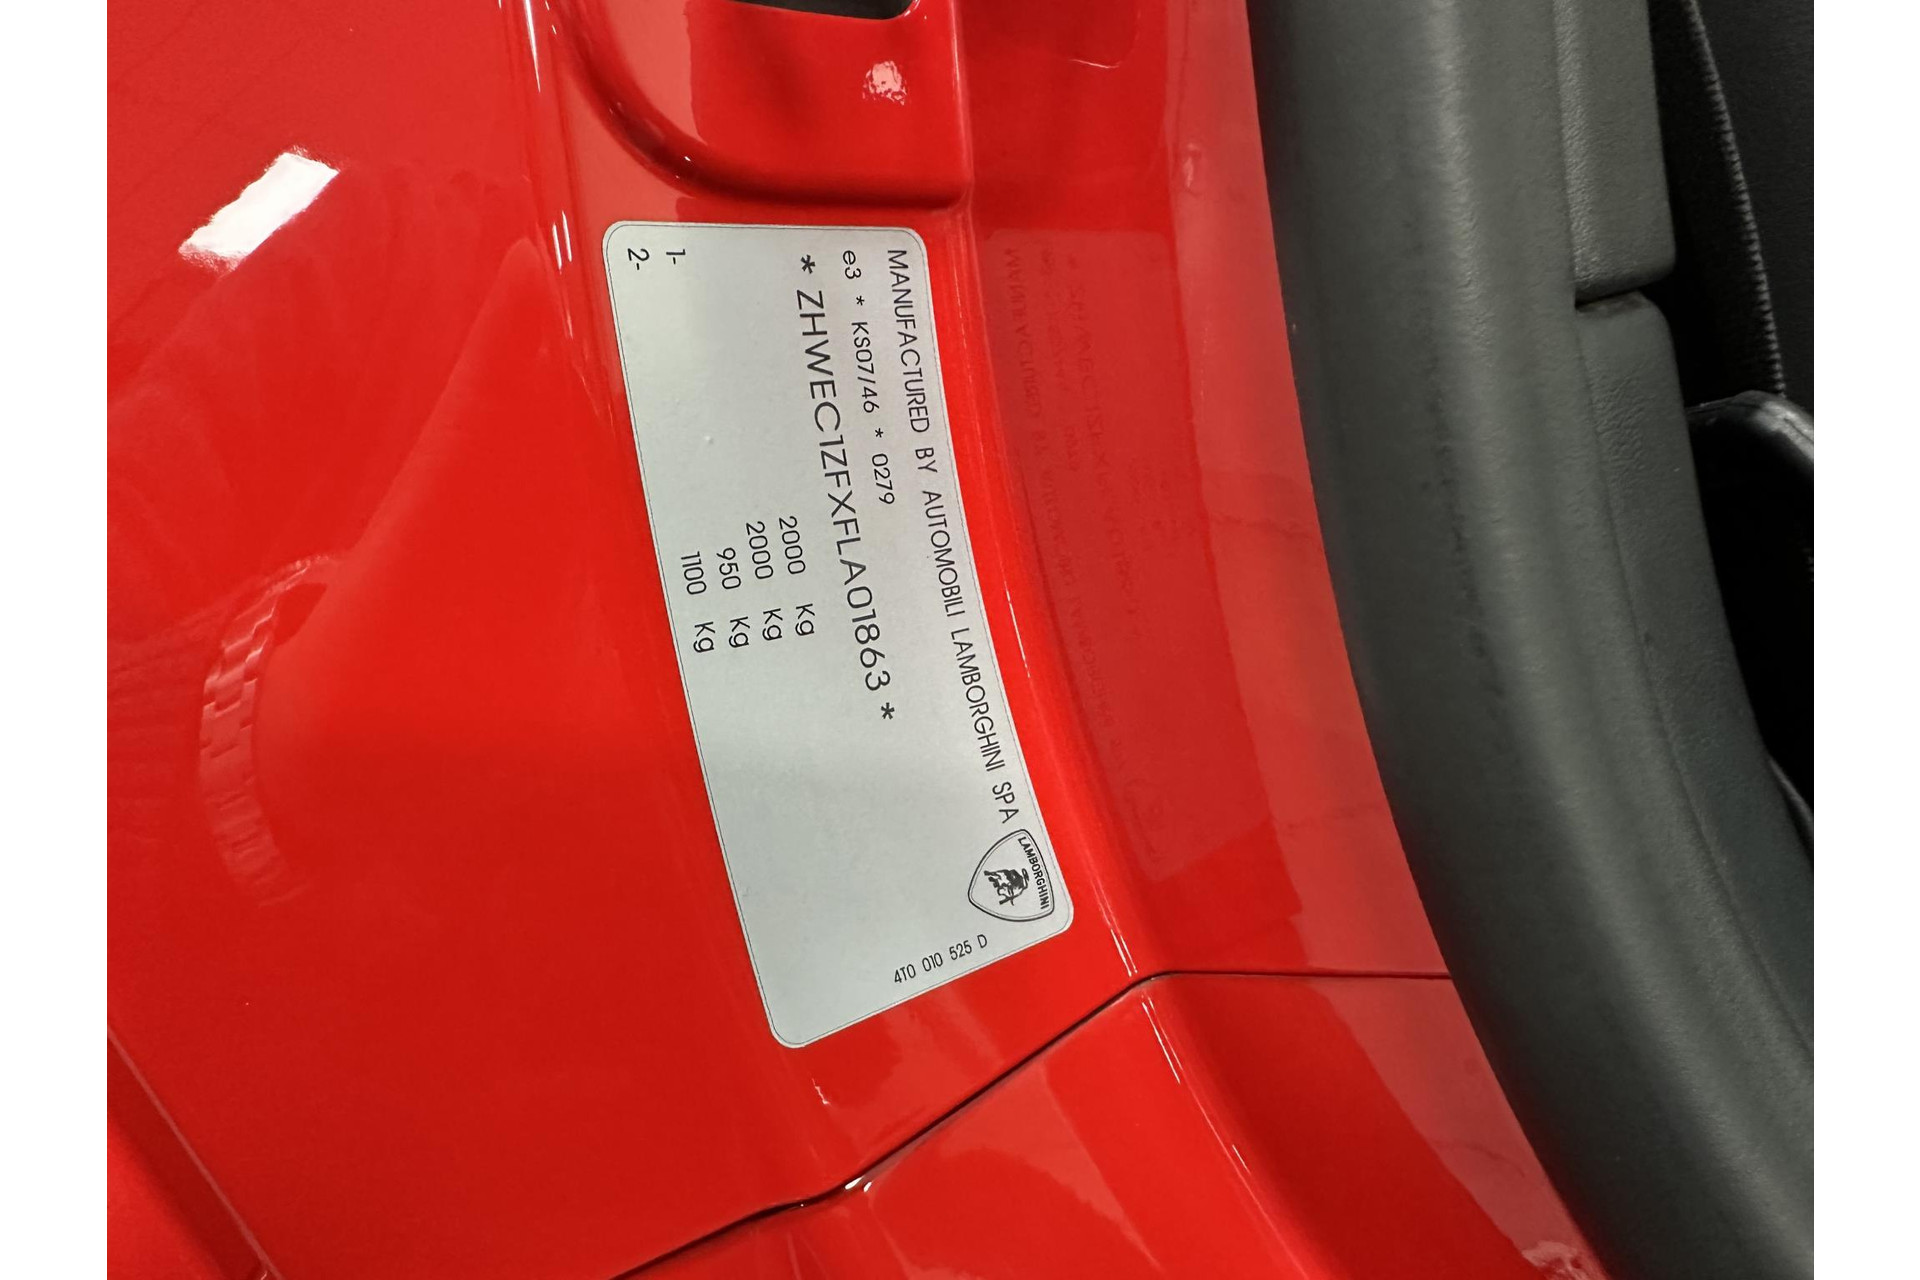 MANUFACTURED BY AUTOMOBILI LAMBORGHINI SPA
LAMBORGHINI
e3 * KS07/46 * 0279
* ZHWEC1ZFXFLA01863 *
2000 Kg
2000 Kg
1- 950 Kg
2- 1100 Kg
4T0 010 525 D